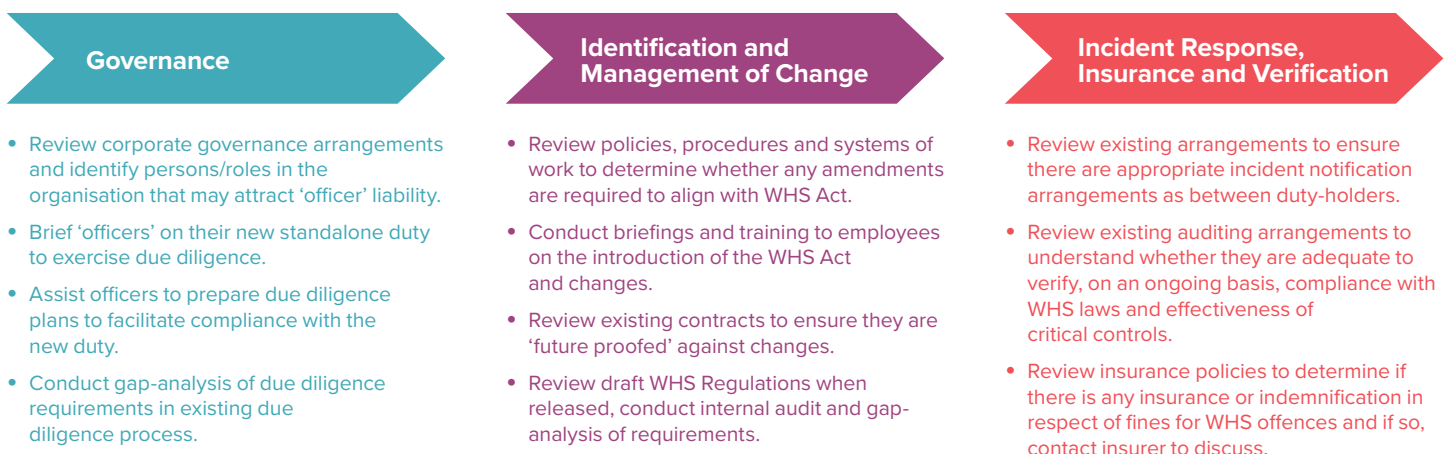 Governance
• Review corporate governance arrangements
and identify persons/roles in the
organisation that may attract ‘officer’ liability.
• Brief ‘officers’ on their new standalone duty
to exercise due diligence.
• Assist officers to prepare due diligence
plans to facilitate compliance with the
new duty.
• Conduct gap-analysis of due diligence
requirements in existing due
diligence process.
Identification and
Management of Change
• Review policies, procedures and systems of
work to determine whether any amendments
are required to align with WHS Act.
• Conduct briefings and training to employees
on the introduction of the WHS Act
and changes.
• Review existing contracts to ensure they are
‘future proofed’ against changes.
• Review draft WHS Regulations when
released, conduct internal audit and gap-
analysis of requirements.
Incident Response,
Insurance and Verification
• Review existing arrangements to ensure
there are appropriate incident notification
arrangements as between duty-holders.
• Review existing auditing arrangements to
understand whether they are adequate to
verify, on an ongoing basis, compliance with
WHS laws and effectiveness of
critical controls.
• Review insurance policies to determine if
there is any insurance or indemnification in
respect of fines for WHS offences and if so,
contact insurer to discuss.